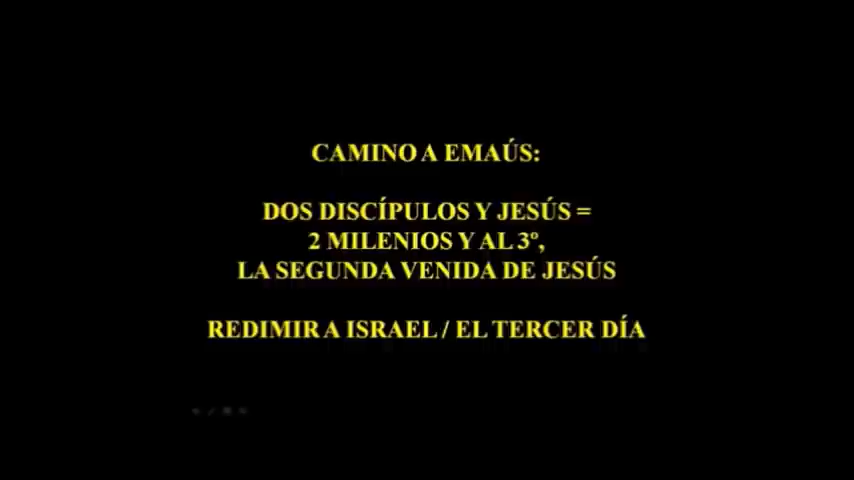 CAMINO A EMAÚS:
DOS DISCÍPULOS Y JESÚS =
2 MILENIOS Y AL 3º,
LA SEGUNDA VENIDA DE JESÚS
REDIMIR A ISRAEL / EL TERCER DÍA